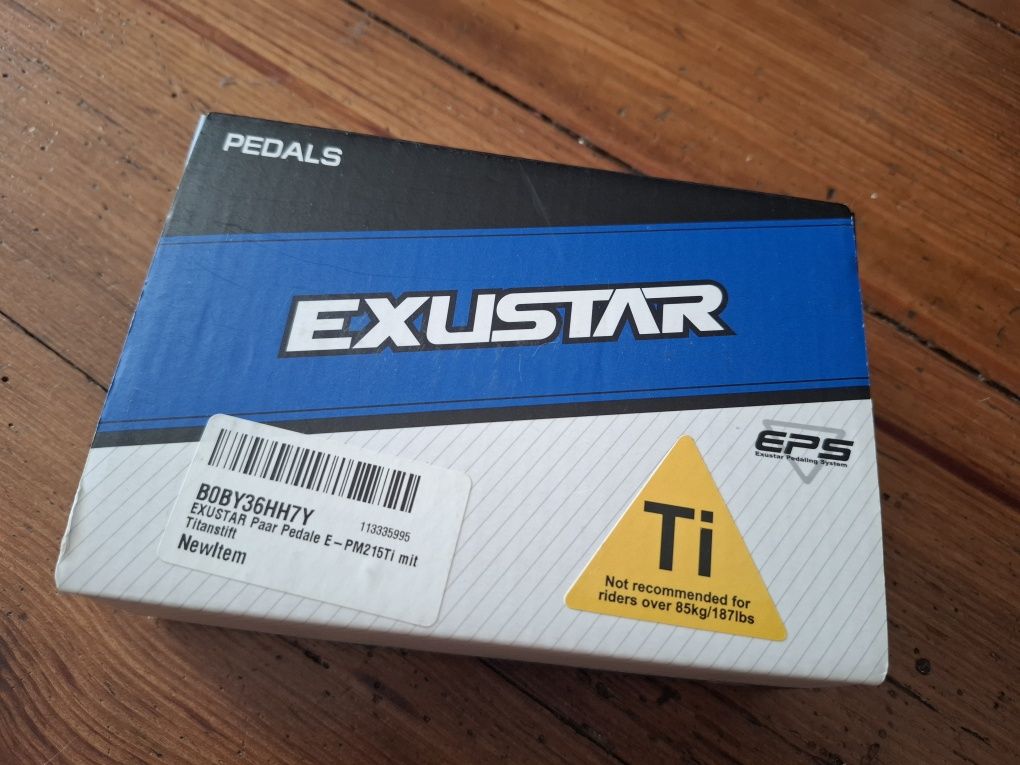 PEDALS
EXUSTAR
B0BY36HH7Y
113335995
EXUSTAR Paar Pedale E-PM215Ti mit
Titanstift
NewItem
Ti
Not recommended for
riders over 85kg/187lbs
EPS
Exustar Pedaling System